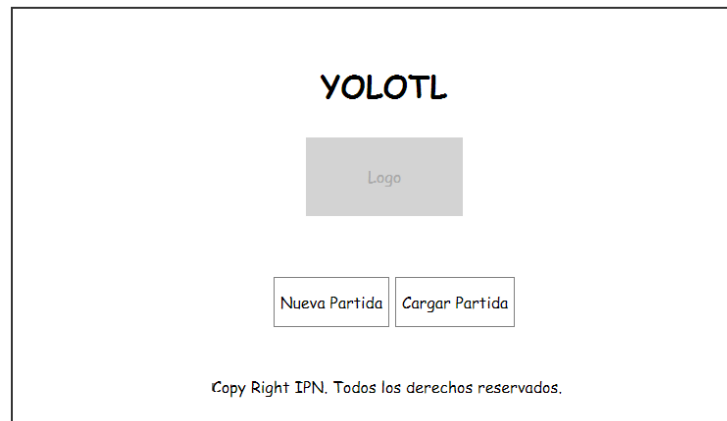 YOLOTL
Logo
Nueva Partida Cargar Partida
Copy Right IPN. Todos los derechos reservados.